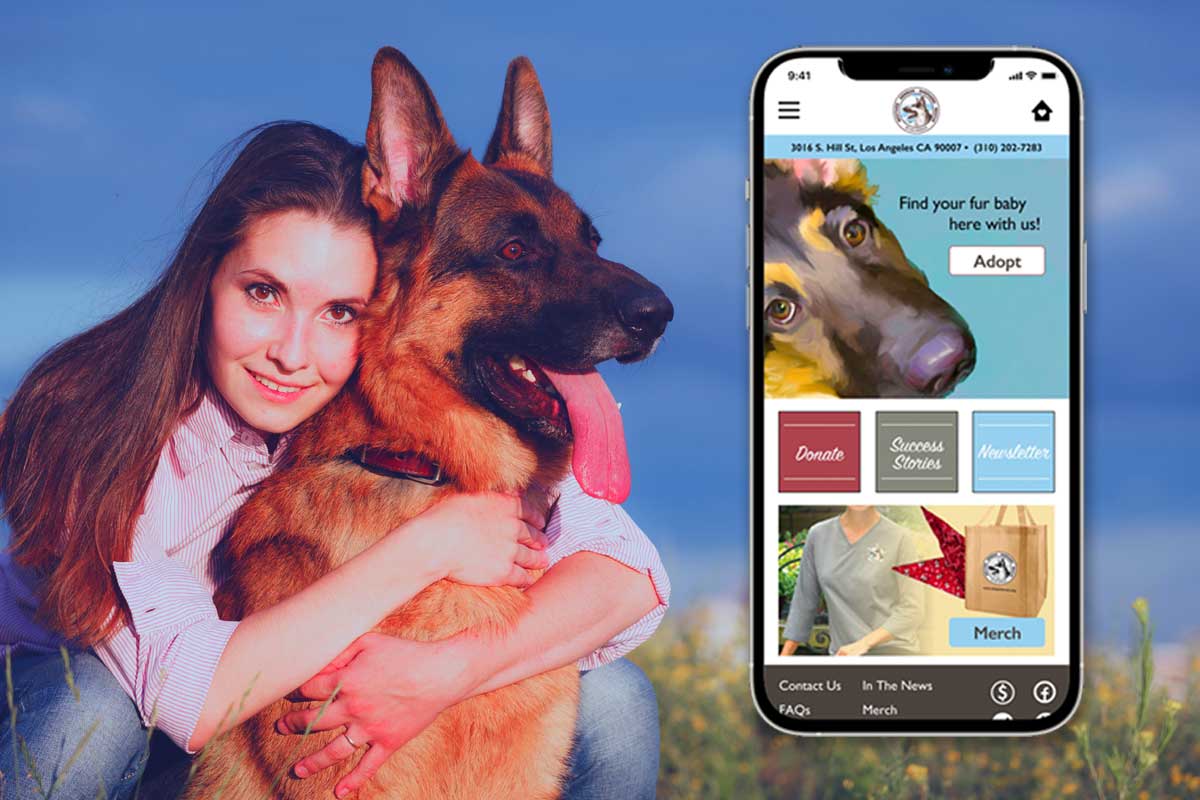 9:41
3016 S. Hill St, Los Angeles CA 90007 • (310) 202-7283
Find your fur baby
here with us!
Adopt
Donate
Success
Stories
Newsletter
Merch
Contact Us
In The News
FAQs
Merch